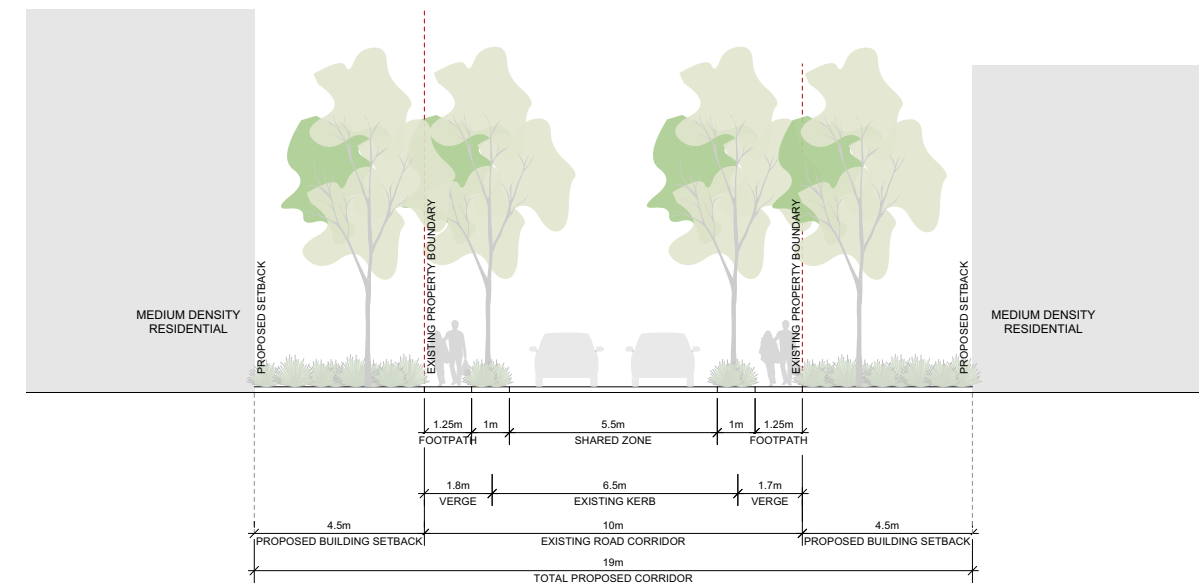 MEDIUM DENSITY
RESIDENTIAL
PROPOSED SETBACK
EXISTING PROPERTY BOUNDARY
EXISTING PROPERTY BOUNDARY
PROPOSED SETBACK
MEDIUM DENSITY
RESIDENTIAL
1.25m 1m 5.5m 1m 1.25m
FOOTPATH SHARED ZONE FOOTPATH
1.8m 6.5m 1.7m
VERGE EXISTING KERB VERGE
4.5m 10m 4.5m
PROPOSED BUILDING SETBACK EXISTING ROAD CORRIDOR PROPOSED BUILDING SETBACK
19m
TOTAL PROPOSED CORRIDOR